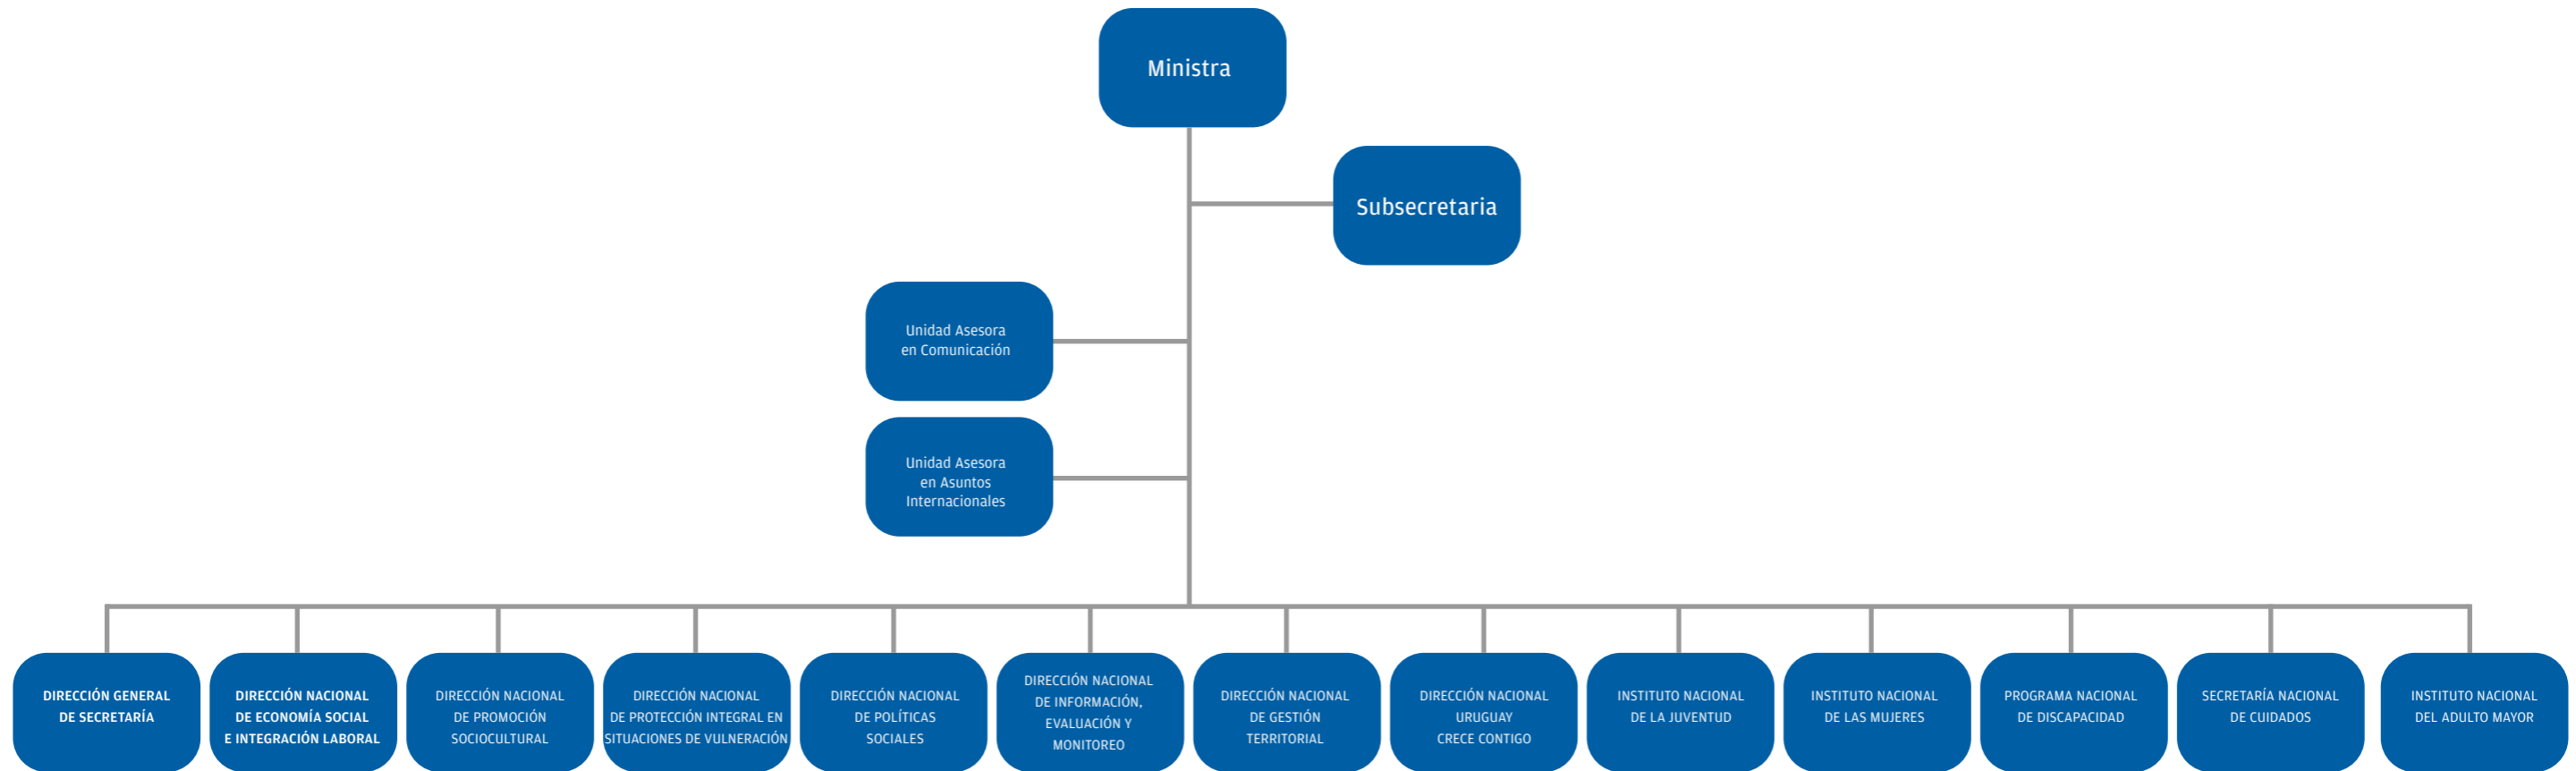 Ministra
Subsecretaria
Unidad Asesora
en Comunicación
Unidad Asesora
en Asuntos
Internacionales
DIRECCIÓN GENERAL
DE SECRETARÍA
DIRECCIÓN NACIONAL
DE ECONOMÍA SOCIAL
E INTEGRACIÓN LABORAL
DIRECCIÓN NACIONAL
DE PROMOCIÓN
SOCIOCULTURAL
DIRECCIÓN NACIONAL
DE PROTECCIÓN INTEGRAL EN
SITUACIONES DE VULNERACIÓN
DIRECCIÓN NACIONAL
DE POLÍTICAS
SOCIALES
DIRECCIÓN NACIONAL
DE INFORMACIÓN,
EVALUACIÓN Y
MONITOREO
DIRECCIÓN NACIONAL
DE GESTIÓN
TERRITORIAL
DIRECCIÓN NACIONAL
URUGUAY
CRECE CONTIGO
INSTITUTO NACIONAL
DE LA JUVENTUD
INSTITUTO NACIONAL
DE LAS MUJERES
PROGRAMA NACIONAL
DE DISCAPACIDAD
SECRETARÍA NACIONAL
DE CUIDADOS
INSTITUTO NACIONAL
DEL ADULTO MAYOR